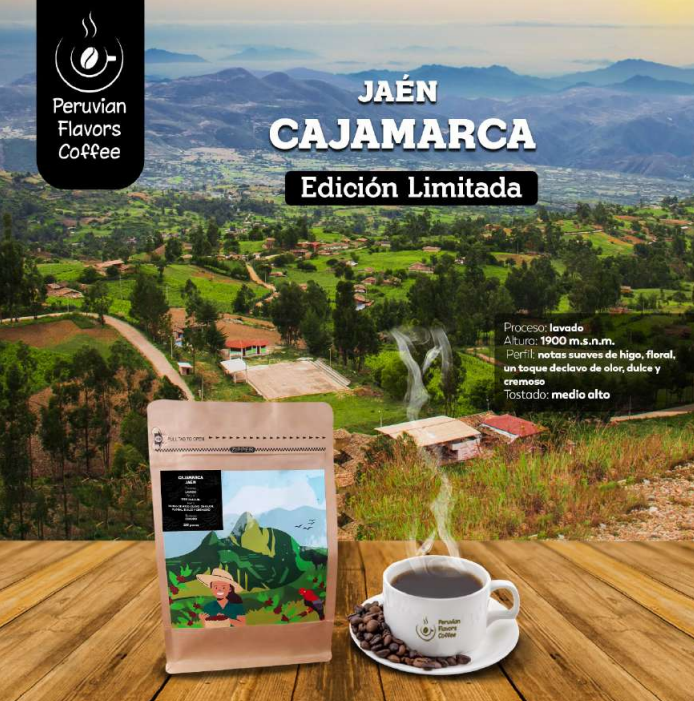 Peruvian
Flavors
Coffee
JAÉN
CAJAMARCA
Edición Limitada
Proceso: lavado
Altura: 1900 m.s.n.m.
Perfil: notas suaves de higo, floral,
un toque declavo de olor, dulce y
cremoso
Tostado: medio alto
PULL TAB TO OPEN
CAJAMARCA
JAÉN
Peruvian
Flavors
Coffee